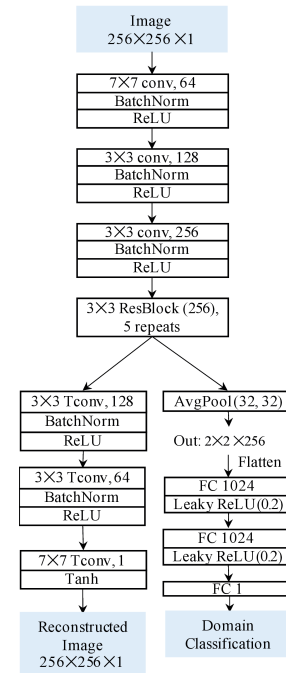 Image
256×256×1
7×7 conv, 64
BatchNorm
ReLU
3×3 conv, 128
BatchNorm
ReLU
3×3 conv, 256
BatchNorm
ReLU
3×3 ResBlock (256),
5 repeats
3×3 Tconv, 128
BatchNorm
ReLU
3×3 Tconv, 64
BatchNorm
ReLU
7×7 Tconv, 1
Tanh
Reconstructed
Image
256×256×1
AvgPool(32, 32)
Out: 2×2×256
Flatten
FC 1024
Leaky ReLU(0.2)
FC 1024
Leaky ReLU(0.2)
FC 1
Domain
Classification